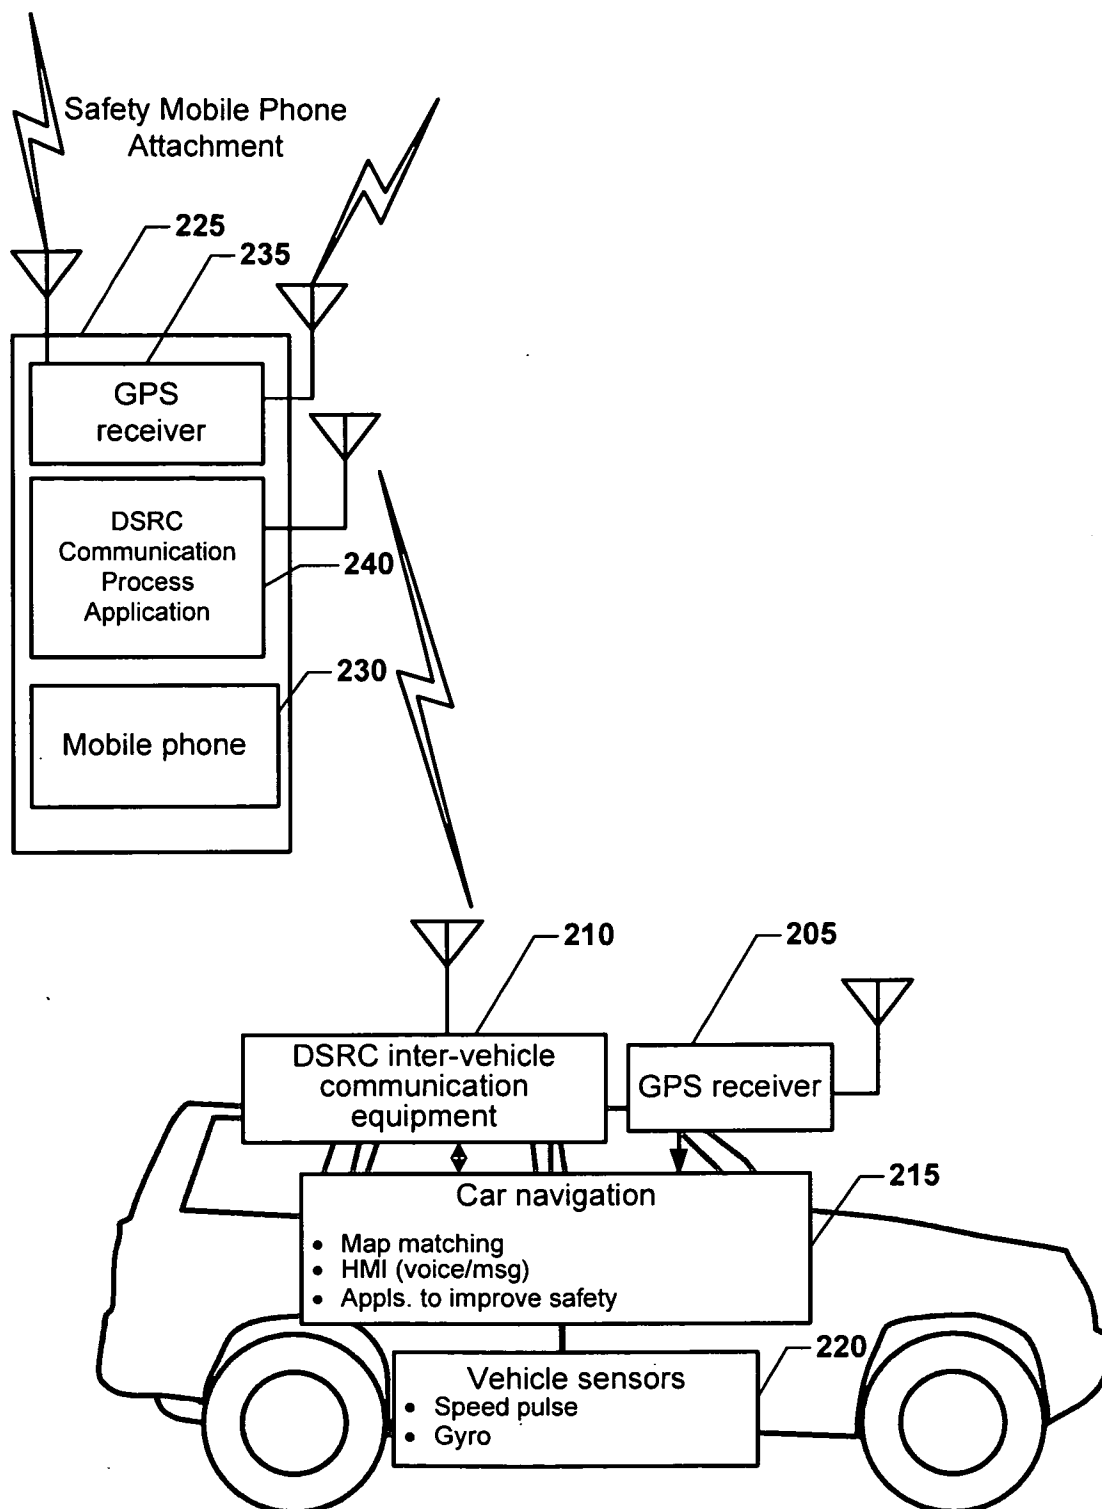 Safety Mobile Phone
Attachment
225
235
GPS
receiver
DSRC
Communication
Process
Application
240
230
Mobile phone
210
205
DSRC inter-vehicle
communication
equipment
GPS receiver
215
Car navigation
• Map matching
• HMI (voice/msg)
• Appls. to improve safety
220
Vehicle sensors
• Speed pulse
• Gyro